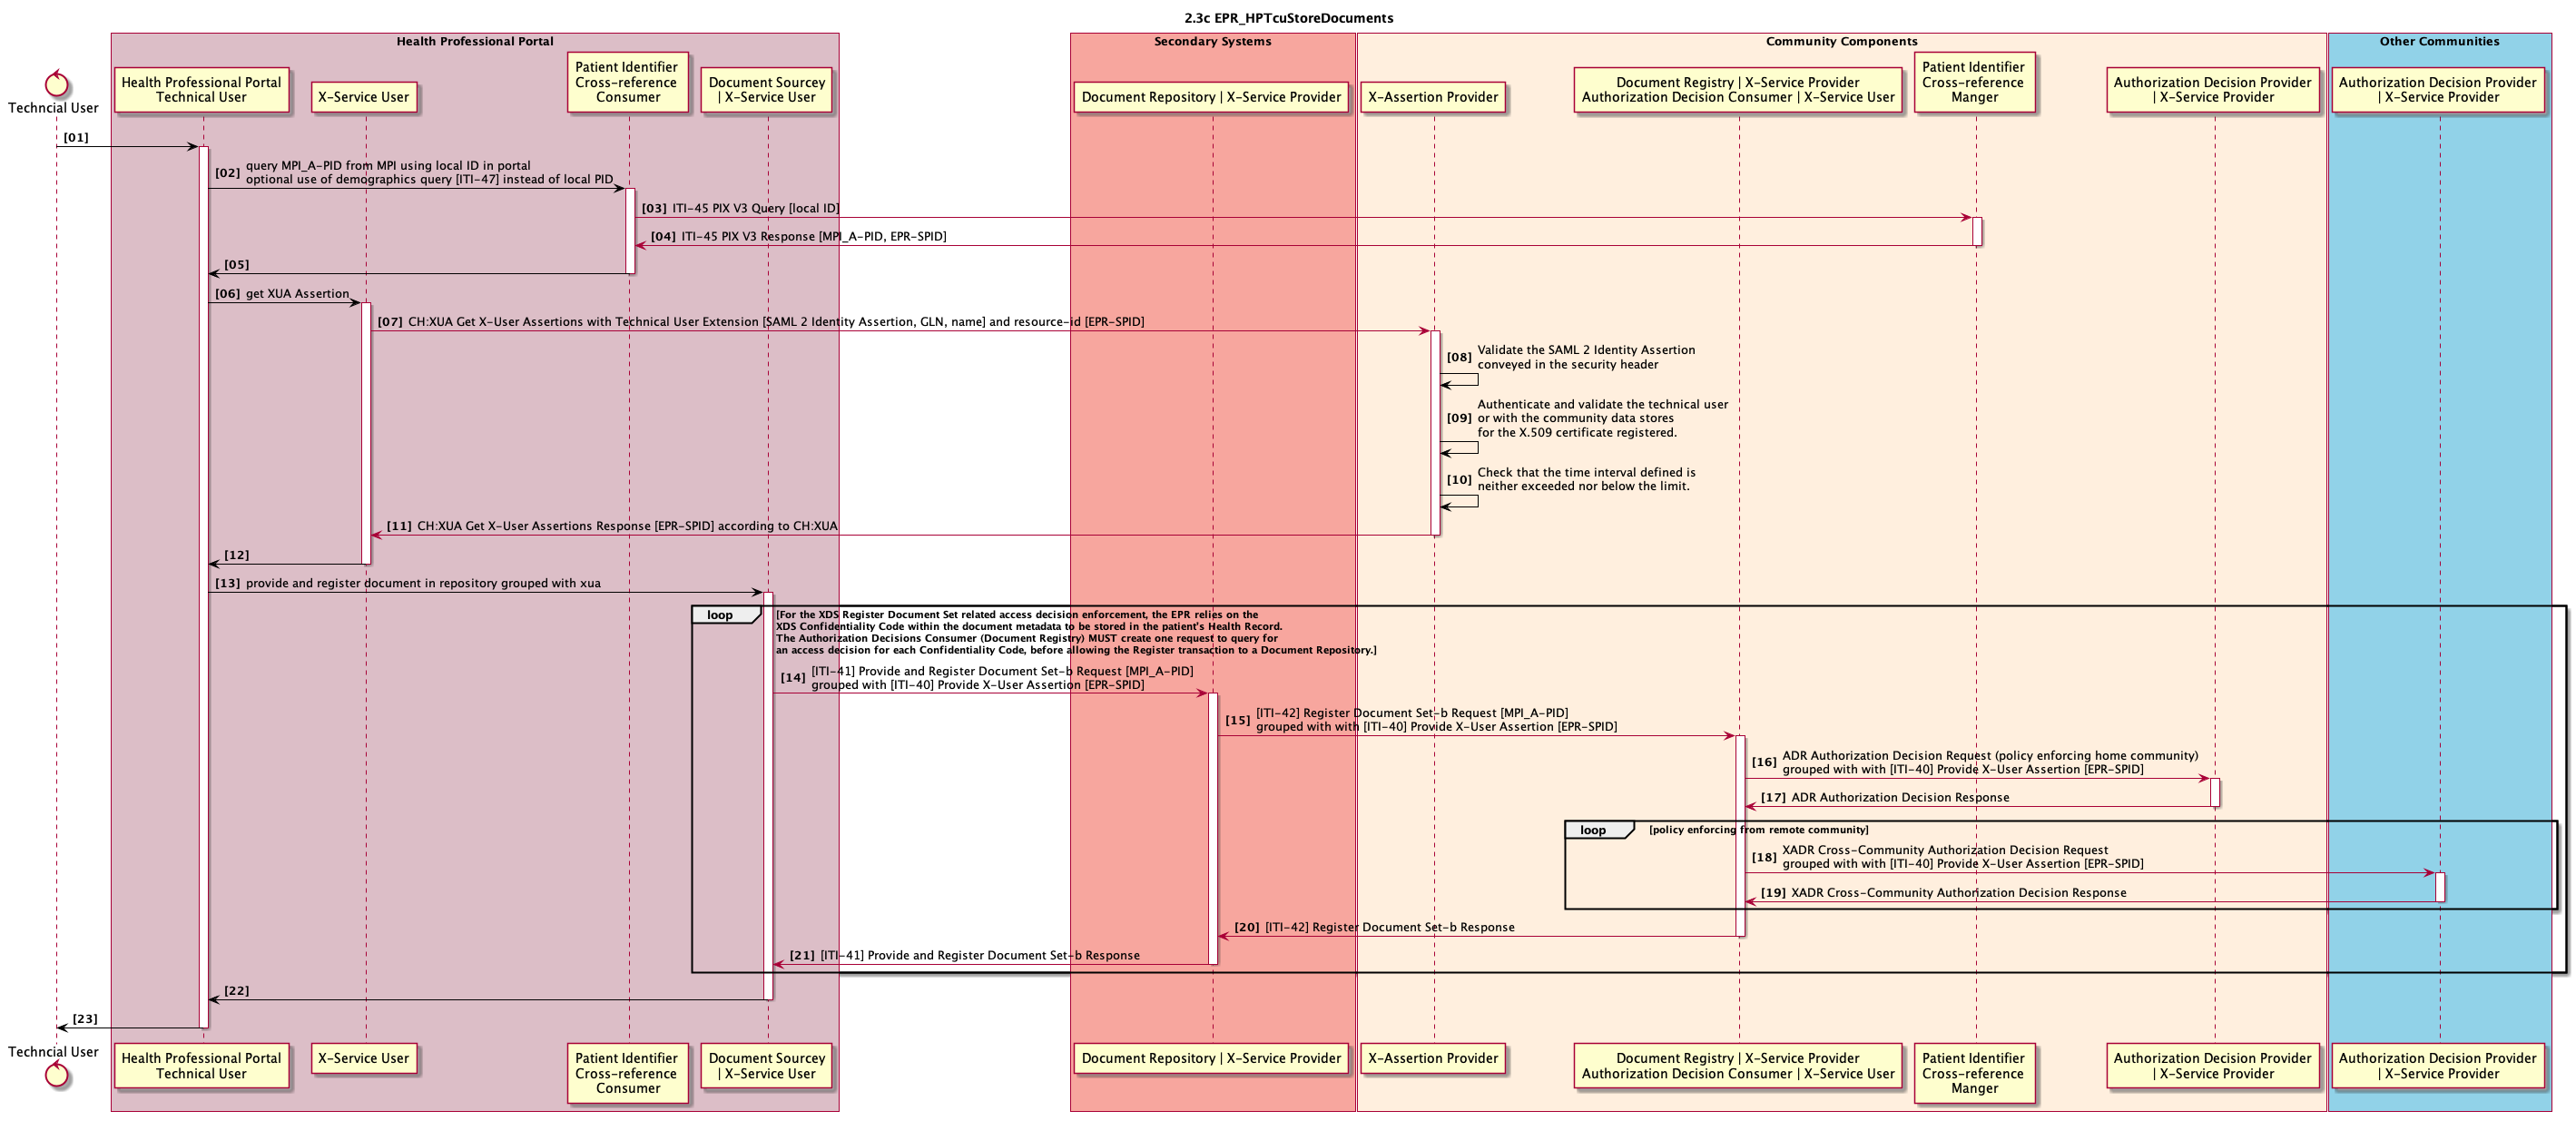 2.3c EPR_HPTcuStoreDocuments
Health Professional Portal
Secondary Systems
Community Components
Other Communities
Techncial User
Health Professional Portal
Technical User
X-Service User
Patient Identifier
Cross-reference
Consumer
Document Sourcey
| X-Service User
Document Repository | X-Service Provider
X-Assertion Provider
Document Registry | X-Service Provider
Authorization Decision Consumer | X-Service User
Patient Identifier
Cross-reference
Manger
Authorization Decision Provider
| X-Service Provider
Authorization Decision Provider
| X-Service Provider
[01]
[02] query MPI_A-PID from MPI using local ID in portal
optional use of demographics query [ITI-47] instead of local PID
[03] ITI-45 PIX V3 Query [local ID]
[04] ITI-45 PIX V3 Response [MPI_A-PID, EPR-SPID]
[05]
[06] get XUA Assertion
[07] CH:XUA Get X-User Assertions with Technical User Extension [SAML 2 Identity Assertion, GLN, name] and resource-id [EPR-SPID]
[08] Validate the SAML 2 Identity Assertion
conveyed in the security header
[09] Authenticate and validate the technical user
or with the community data stores
for the X.509 certificate registered.
[10] Check that the time interval defined is
neither exceeded nor below the limit.
[11] CH:XUA Get X-User Assertions Response [EPR-SPID] according to CH:XUA
[12]
[13] provide and register document in repository grouped with xua
loop [For the XDS Register Document Set related access decision enforcement, the EPR relies on the
XDS Confidentiality Code within the document metadata to be stored in the patient's Health Record.
The Authorization Decisions Consumer (Document Registry) MUST create one request to query for
an access decision for each Confidentiality Code, before allowing the Register transaction to a Document Repository.]
[14] [ITI-41] Provide and Register Document Set-b Request [MPI_A-PID]
grouped with [ITI-40] Provide X-User Assertion [EPR-SPID]
[15] [ITI-42] Register Document Set-b Request [MPI_A-PID]
grouped with with [ITI-40] Provide X-User Assertion [EPR-SPID]
[16] ADR Authorization Decision Request (policy enforcing home community)
grouped with with [ITI-40] Provide X-User Assertion [EPR-SPID]
[17] ADR Authorization Decision Response
loop [policy enforcing from remote community]
[18] XADR Cross-Community Authorization Decision Request
grouped with with [ITI-40] Provide X-User Assertion [EPR-SPID]
[19] XADR Cross-Community Authorization Decision Response
[20] [ITI-42] Register Document Set-b Response
[21] [ITI-41] Provide and Register Document Set-b Response
[22]
[23]
Techncial User
Health Professional Portal
Technical User
X-Service User
Patient Identifier
Cross-reference
Consumer
Document Sourcey
| X-Service User
Document Repository | X-Service Provider
X-Assertion Provider
Document Registry | X-Service Provider
Authorization Decision Consumer | X-Service User
Patient Identifier
Cross-reference
Manger
Authorization Decision Provider
| X-Service Provider
Authorization Decision Provider
| X-Service Provider